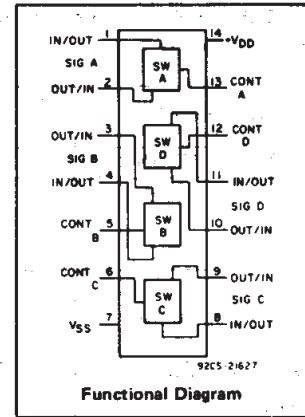 IN/OUT 1
14 +VDD
SIG A
SW A
OUT/IN 2
13 CONT A
OUT/IN 3
12 CONT D
SIG B
SW D
IN/OUT 4
11 IN/OUT
SIG D
CONT B 5
SW B
10 OUT/IN
CONT C 6
9 OUT/IN
SW C
SIG C
VSS 7
8 IN/OUT
92CS-21627
Functional Diagram